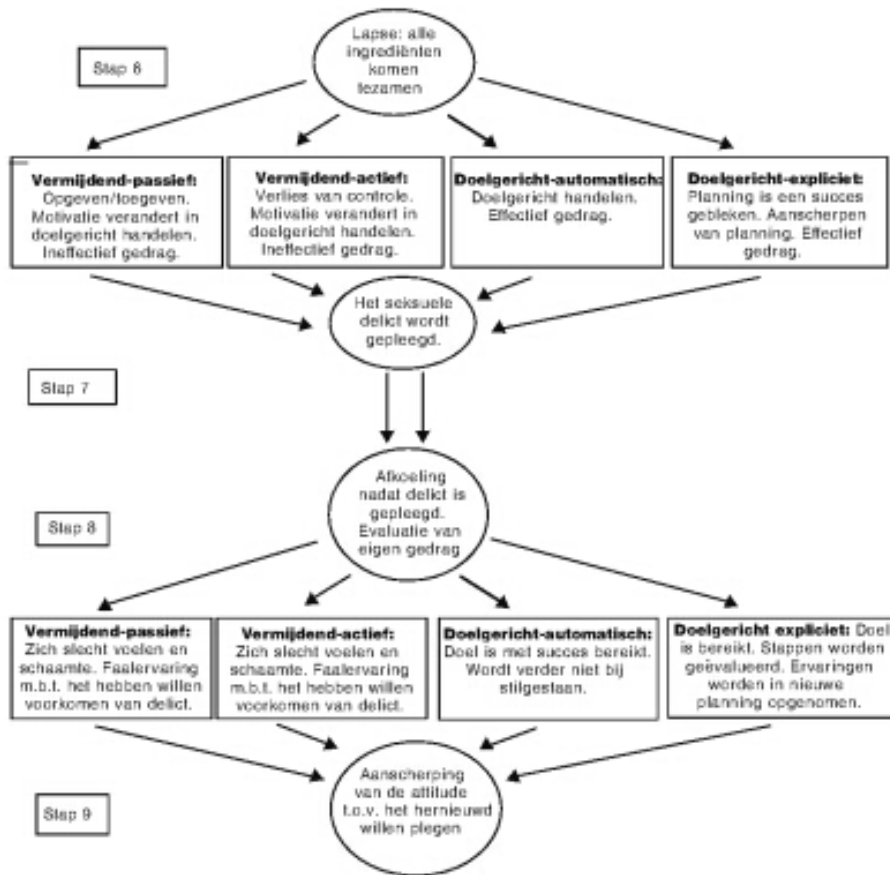 Lapse: alle
ingrediënten
komen
tezamen
Stap 6
Vermijdend-passief:
Opgeven/toegeven.
Motivatie verandert in
doelgericht handelen.
Ineffectief gedrag.
Vermijdend-actief:
Verlies van controle.
Motivatie verandert in
doelgericht handelen.
Ineffectief gedrag.
Doelgericht-automatisch:
Doelgericht handelen.
Effectief gedrag.
Doelgericht-expliciet:
Planning is een succes
gebleken. Aanscherpen
van planning. Effectief
gedrag.
Het seksuele
delict wordt
gepleegd.
Stap 7
Afkoeling
nadat delict is
gepleegd.
Evaluatie van
eigen gedrag
Stap 8
Vermijdend-passief:
Zich slecht voelen en
schaamte. Faalervaring
m.b.t. het hebben willen
voorkomen van delict.
Vermijdend-actief:
Zich slecht voelen en
schaamte. Faalervaring
m.b.t. het hebben willen
voorkomen van delict.
Doelgericht-automatisch:
Doel is met succes bereikt.
Wordt verder niet bij
stilgestaan.
Doelgericht expliciet: Doel
is bereikt. Stappen worden
geëvalueerd. Ervaringen
worden in nieuwe
planning opgenomen.
Aanscherping
van de attitude
t.o.v. het hernieuwd
willen plegen
Stap 9